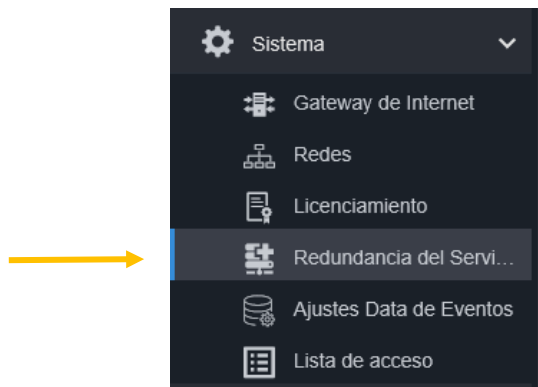 Sistema
Gateway de Internet
Redes
Licenciamiento
Redundancia del Servi...
Ajustes Data de Eventos
Lista de acceso